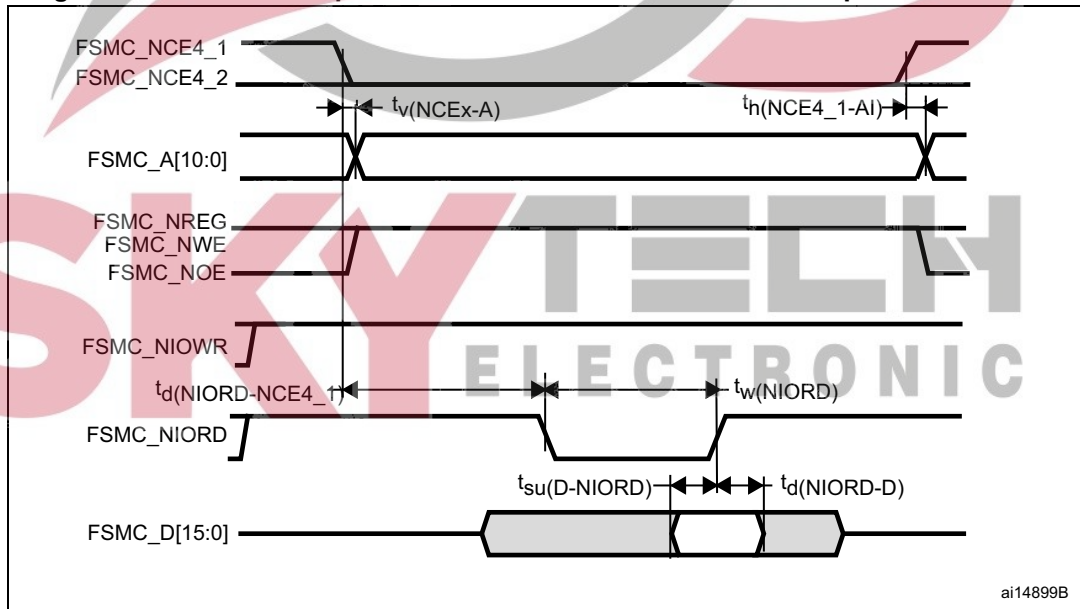 FSMC_NCE4_1
FSMC_NCE4_2
tv(NCEx-A)
th(NCE4_1-AI)
FSMC_A[10:0]
FSMC_NREG
FSMC_NWE
FSMC_NOE
FSMC_NIOWR
td(NIORD-NCE4_1)
tw(NIORD)
FSMC_NIORD
tsu(D-NIORD)
td(NIORD-D)
FSMC_D[15:0]
ai14899B
SKYTECH
ELECTRONIC